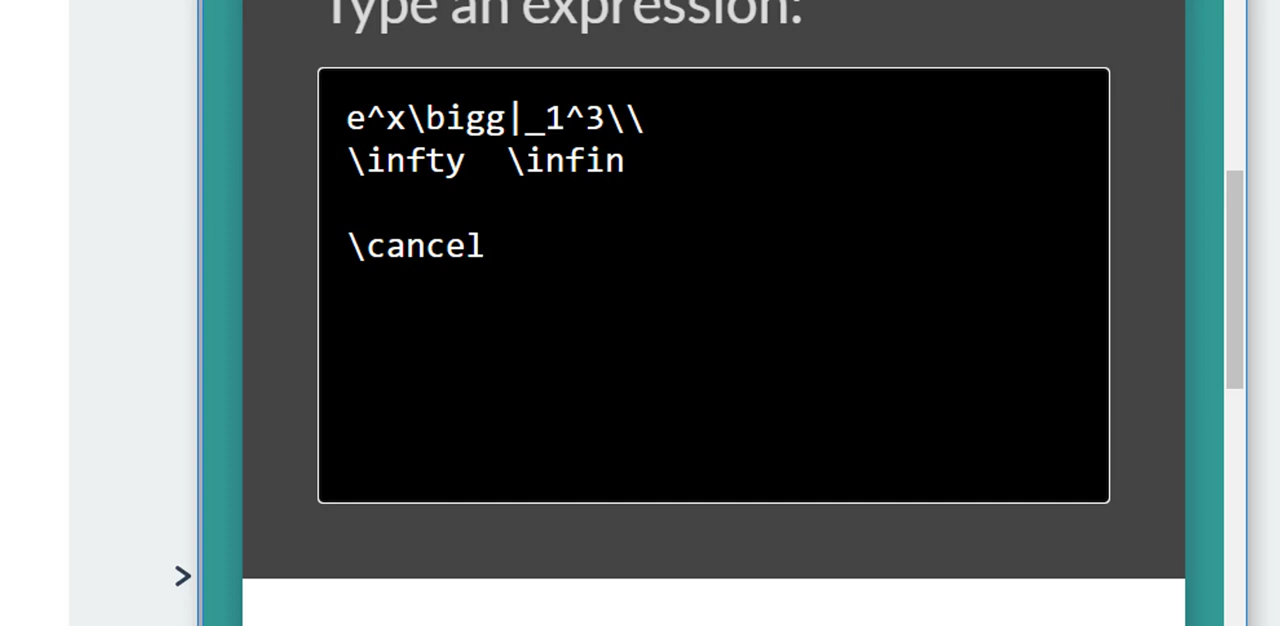 Type an expression:
e^x\bigg|_1^3\\
\infty  \infin
\cancel